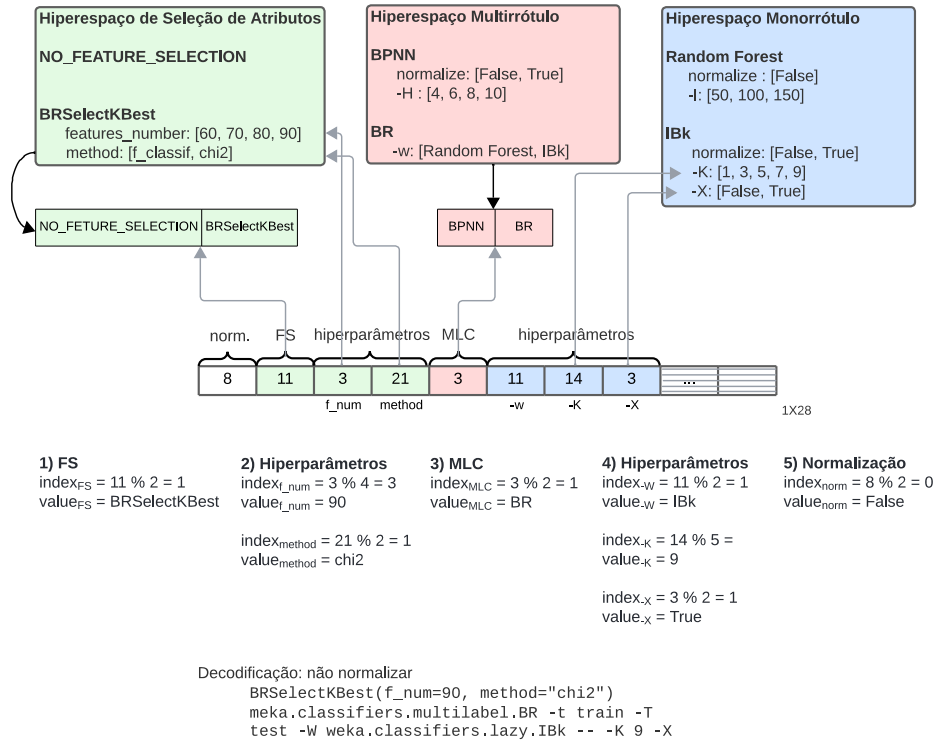 Hiperespaço de Seleção de Atributos
NO_FEATURE_SELECTION
BRSelectKBest
features_number: [60, 70, 80, 90]
method: [f_classif, chi2]
Hiperespaço Multirrótulo
BPNN
normalize: [False, True]
-H : [4, 6, 8, 10]
BR
-w: [Random Forest, IBk]
Hiperespaço Monorrótulo
Random Forest
normalize : [False]
-I: [50, 100, 150]
IBk
normalize: [False, True]
-K: [1, 3, 5, 7, 9]
-X: [False, True]
NO_FETURE_SELECTION BRSelectKBest
BPNN BR
norm. FS hiperparâmetros MLC hiperparâmetros
8 11 3 21 3 11 14 3 ...
f_num method -w -K -X
1X28
1) FS
indexFS = 11 % 2 = 1
valueFS = BRSelectKBest
2) Hiperparâmetros
indexf_num = 3 % 4 = 3
valuef_num = 90
indexmethod = 21 % 2 = 1
valuemethod = chi2
3) MLC
indexMLC = 3 % 2 = 1
valueMLC = BR
4) Hiperparâmetros
index-W = 11 % 2 = 1
value-W = IBk
index-K = 14 % 5 =
value-K = 9
index-X = 3 % 2 = 1
value-X = True
5) Normalização
indexnorm = 8 % 2 = 0
valuenorm = False
Decodificação: não normalizar
BRSelectKBest(f_num=90, method="chi2")
meka.classifiers.multilabel.BR -t train -T
test -W weka.classifiers.lazy.IBk -- -K 9 -X